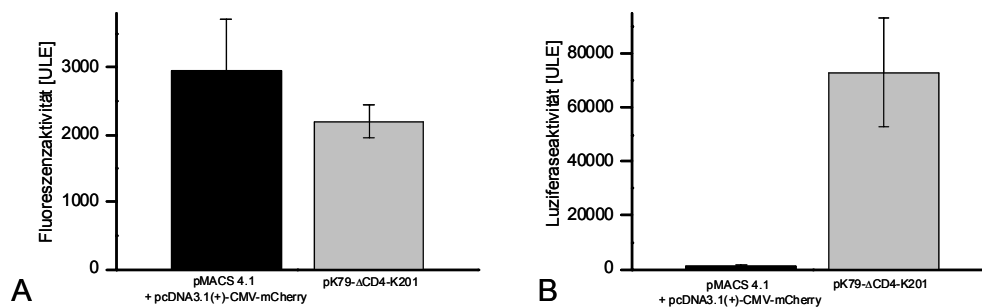 Fluoreszenzaktivität [ULE]
3000
2000
1000
0
pMACS 4.1
+ pcDNA3.1(+)-CMV-mCherry
pK79-ΔCD4-K201
A
Luziferaseaktivität [ULE]
80000
60000
40000
20000
0
pMACS 4.1
+ pcDNA3.1(+)-CMV-mCherry
pK79-ΔCD4-K201
B